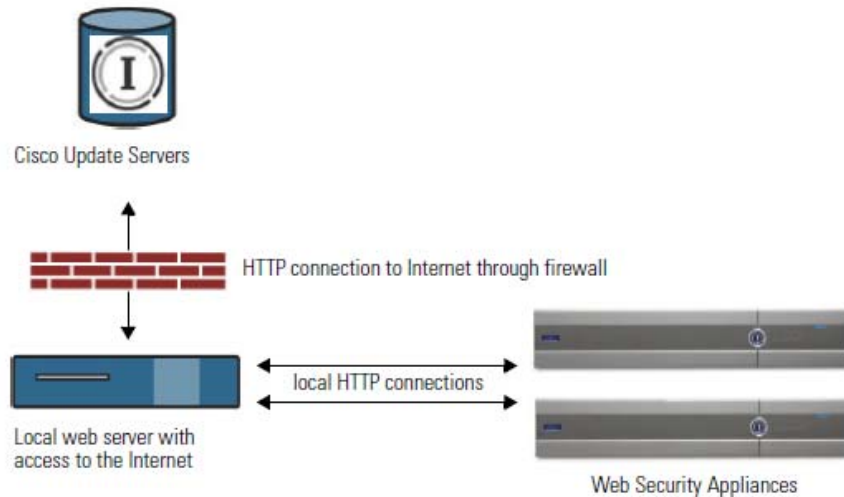 I
Cisco Update Servers
HTTP connection to Internet through firewall
local HTTP connections
Local web server with
access to the Internet
I
I
Web Security Appliances